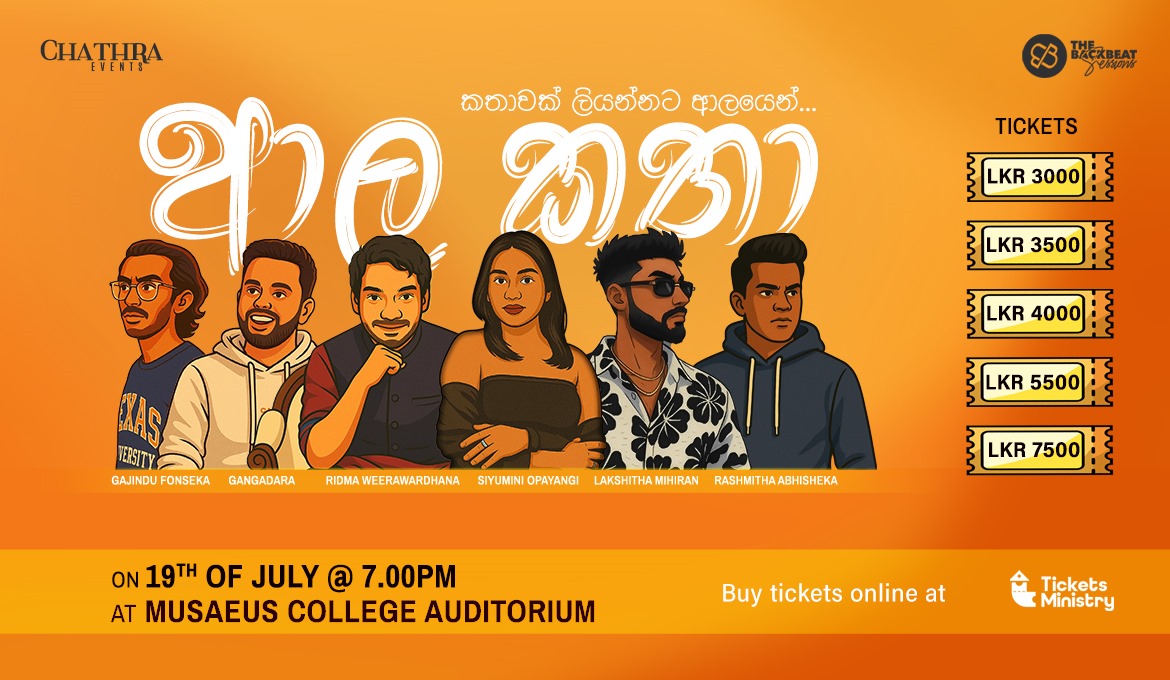 CHATHRA
EVENTS
THE
BACKBEAT
Sessions
කතාවක් ලියන්නට ආලයෙන්...
ආල කතා
TICKETS
LKR 3000
LKR 3500
LKR 4000
LKR 5500
LKR 7500
EXAS
VERSITY
GAJINDU FONSEKA
GANGADARA
RIDMA WEERAWARDHANA
SIYUMINI OPAYANGI
LAKSHITHA MIHIRAN
RASHMITHA ABHISHEKA
ON 19TH OF JULY @ 7.00PM
AT MUSAEUS COLLEGE AUDITORIUM
Buy tickets online at
Tickets
Ministry